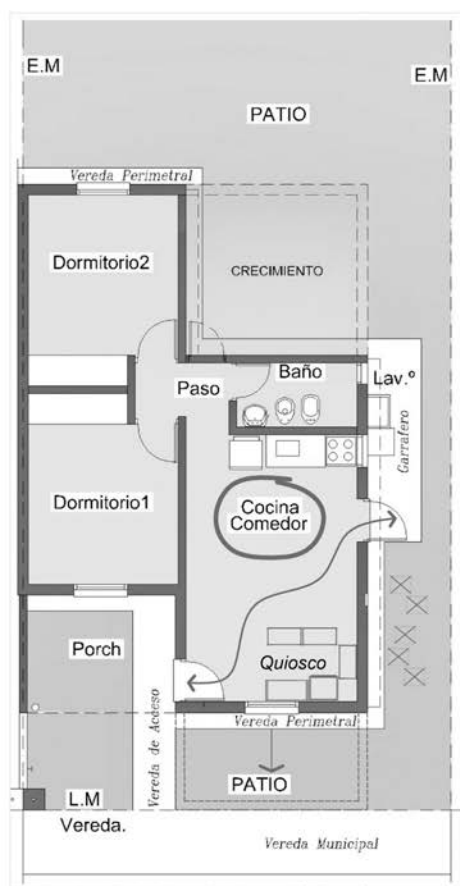 E.M
E.M
PATIO
Vereda Perimetral
Dormitorio2
CRECIMIENTO
Baño
Lav.º
Paso
Garrafero
Dormitorio1
Cocina
Comedor
Porch
Quiosco
Vereda de Acceso
Vereda Perimetral
PATIO
L.M
Vereda.
Vereda Municipal